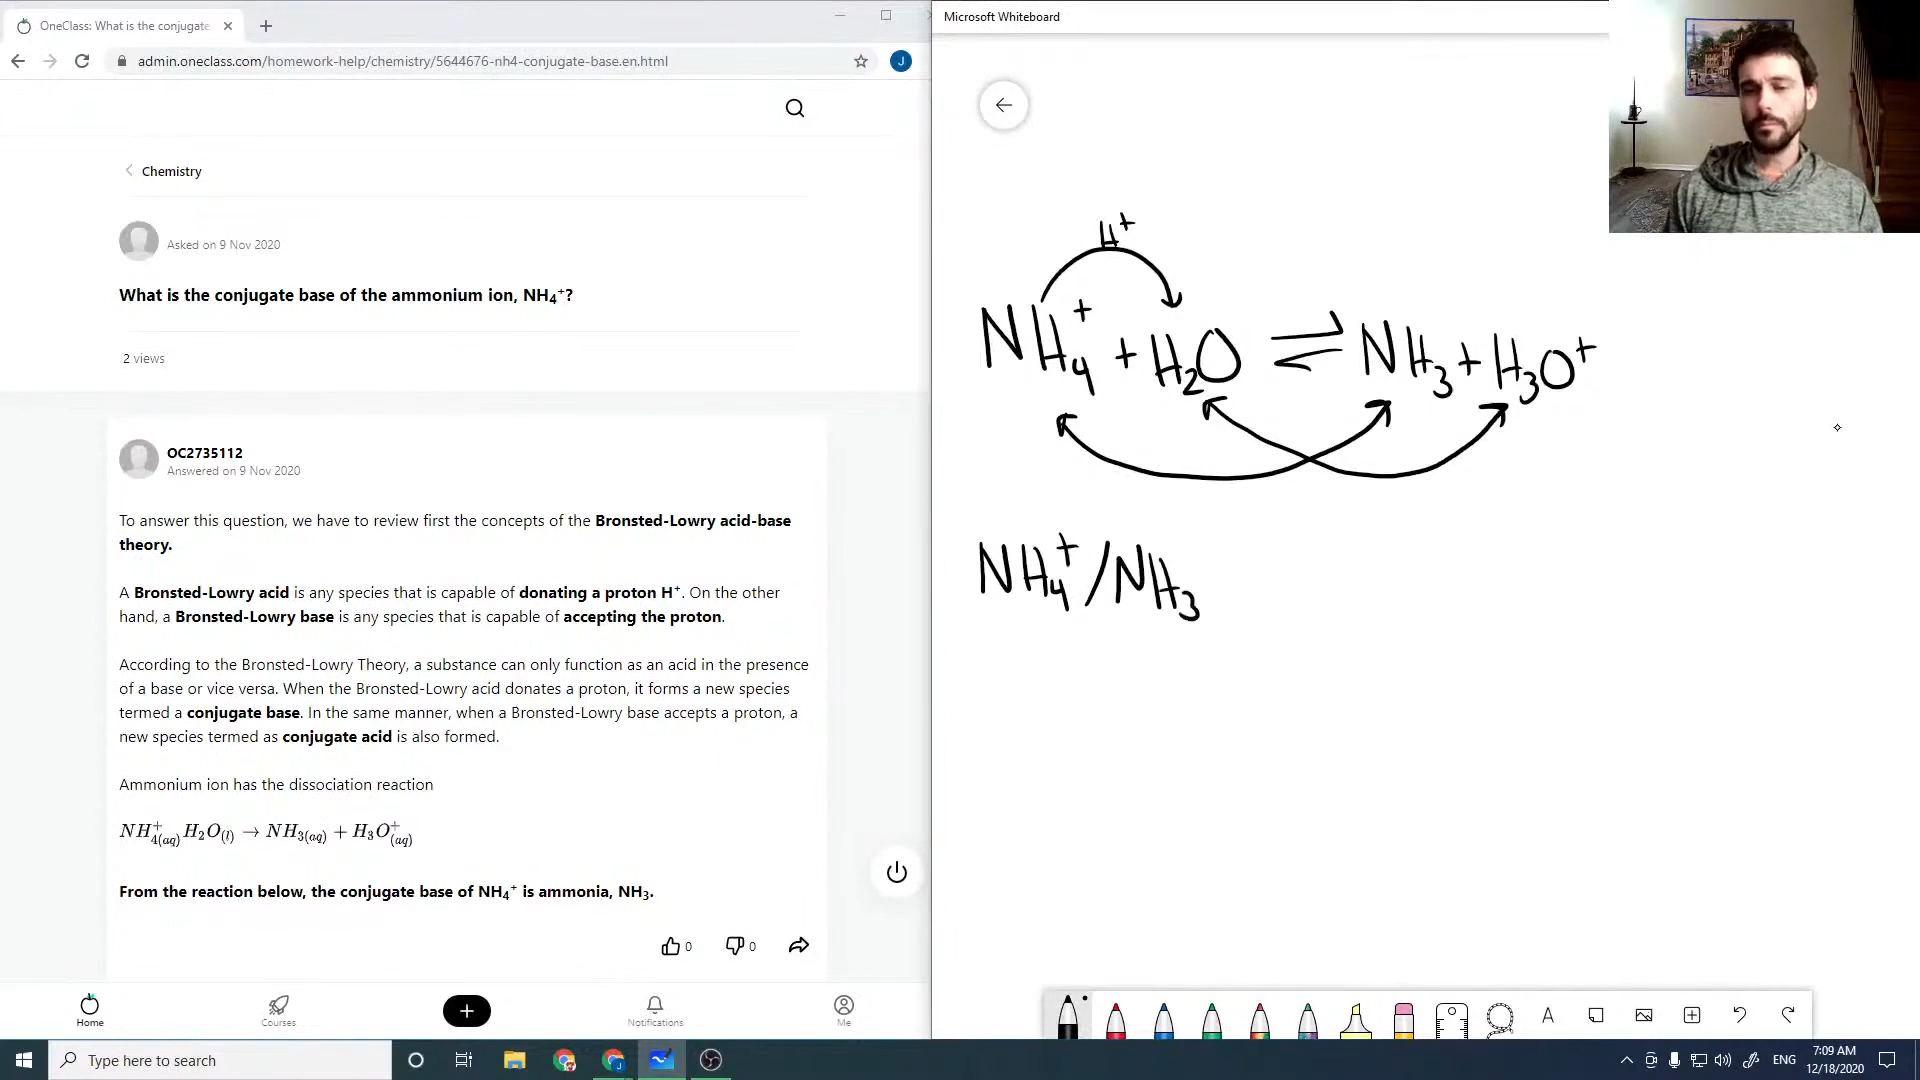 OneClass: What is the conjugate
admin.oneclass.com/homework-help/chemistry/5644676-nh4-conjugate-base.en.html
J
Chemistry
Asked on 9 Nov 2020
What is the conjugate base of the ammonium ion, NH₄⁺?
2 views
OC2735112
Answered on 9 Nov 2020
To answer this question, we have to review first the concepts of the Bronsted-Lowry acid-base
theory.
A Bronsted-Lowry acid is any species that is capable of donating a proton H⁺. On the other
hand, a Bronsted-Lowry base is any species that is capable of accepting the proton.
According to the Bronsted-Lowry Theory, a substance can only function as an acid in the presence
of a base or vice versa. When the Bronsted-Lowry acid donates a proton, it forms a new species
termed a conjugate base. In the same manner, when a Bronsted-Lowry base accepts a proton, a
new species termed as conjugate acid is also formed.
Ammonium ion has the dissociation reaction
NH₄⁺(aq) H₂O(l) → NH₃(aq) + H₃O⁺(aq)
From the reaction below, the conjugate base of NH₄⁺ is ammonia, NH₃.
0
0
Home
Courses
Notifications
Me
Microsoft Whiteboard
H⁺
NH₄⁺ + H₂O ⇌ NH₃ + H₃O⁺
NH₄⁺/NH₃
A
Type here to search
ENG
7:09 AM
12/18/2020